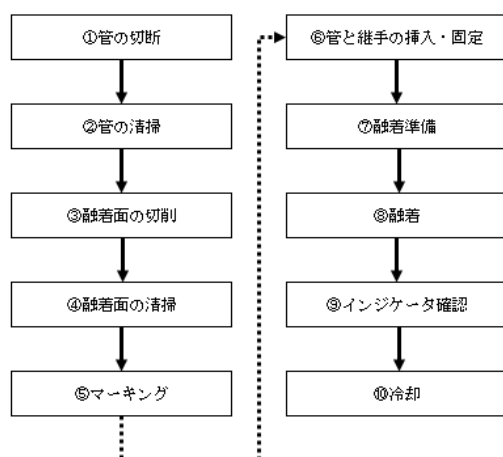 ①管の切断
②管の清掃
③融着面の切削
④融着面の清掃
⑤マーキング
⑥管と継手の挿入・固定
⑦融着準備
⑧融着
⑨インジケータ確認
⑩冷却